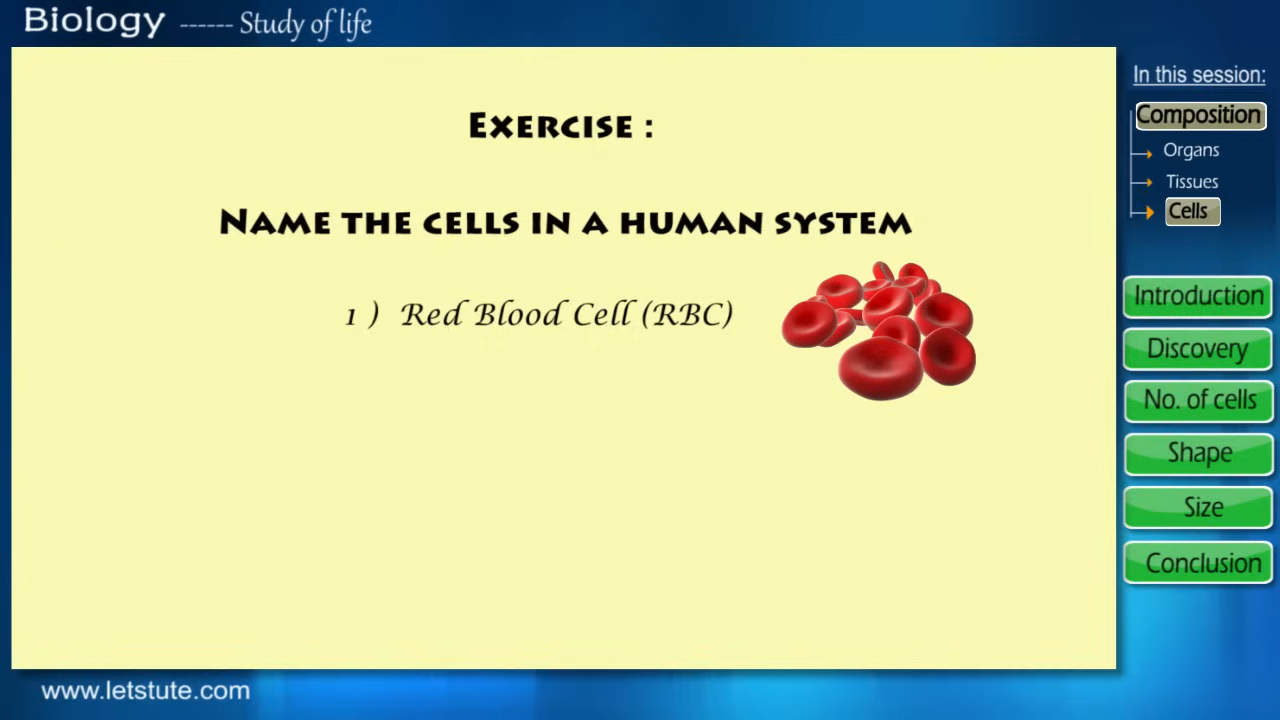 Biology ------ Study of life
In this session:
Composition
Organs
Tissues
Cells
Exercise :
Name the cells in a human system
1 ) Red Blood Cell (RBC)
Introduction
Discovery
No. of cells
Shape
Size
Conclusion
www.letstute.com